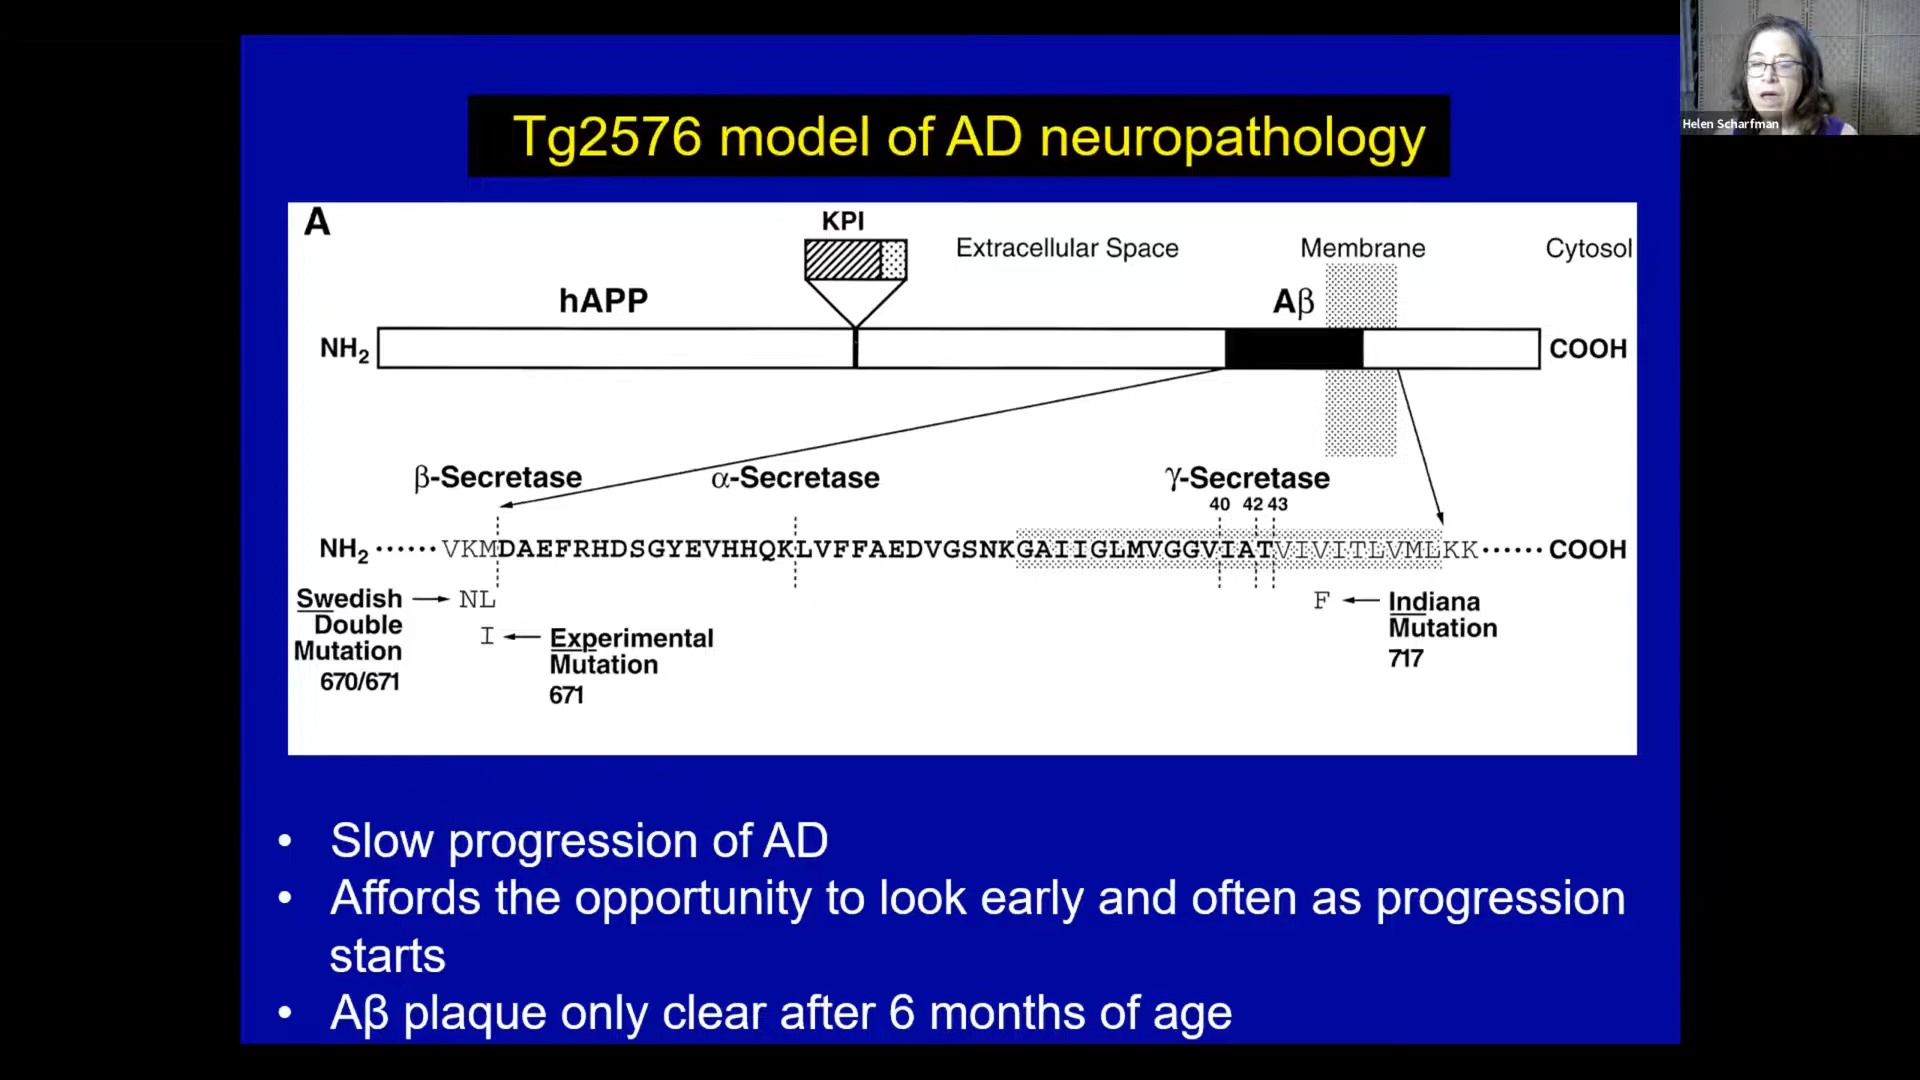 Helen Scharfman
Tg2576 model of AD neuropathology
A
KPI
Extracellular Space
Membrane
Cytosol
hAPP
Aβ
NH2
COOH
β-Secretase
α-Secretase
γ-Secretase
40 42 43
NH2 ······ VKMDAEFRHDSGYEVHHQKLVFFAEDVGSNKGAIIGLMVGGVIATVIVITLVMLKK ······ COOH
Swedish
Double
Mutation
670/671
NL
I
Experimental
Mutation
671
F
Indiana
Mutation
717
• Slow progression of AD
• Affords the opportunity to look early and often as progression
starts
• Aβ plaque only clear after 6 months of age